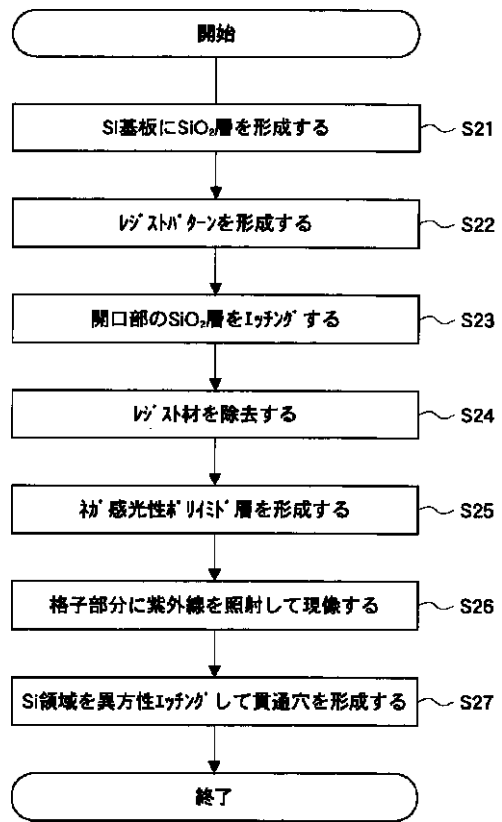 開始
Si基板にSiO₂層を形成する S21
ﾚｼﾞｽﾄﾊﾟﾀｰﾝを形成する S22
開口部のSiO₂層をｴｯﾁﾝｸﾞする S23
ﾚｼﾞｽﾄ材を除去する S24
ﾈｶﾞ感光性ﾎﾟﾘｲﾐﾄﾞ層を形成する S25
格子部分に紫外線を照射して現像する S26
Si領域を異方性ｴｯﾁﾝｸﾞして貫通穴を形成する S27
終了